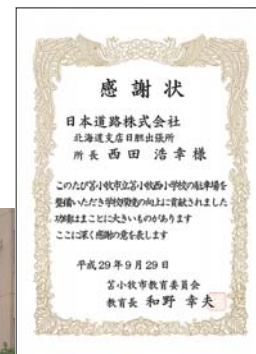 感謝状
日本道路株式会社
北海道支店日胆出張所
所長 西田 浩幸 様
このたび苫小牧市立苫小牧西小学校の駐車場を
整備いただき学校環境の向上に貢献されました
功績はまことに大きいものがあります
ここに深く感謝の意を表します
平成29年9月29日
苫小牧市教育委員会
教育長 和野 幸夫